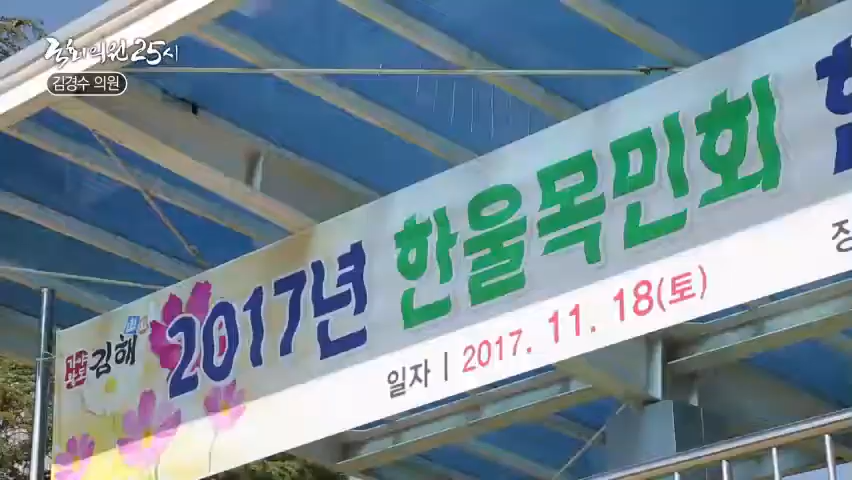 국회의원 25시
김경수 의원
김해
2017년 한울목민회
일자 | 2017. 11. 18(토)